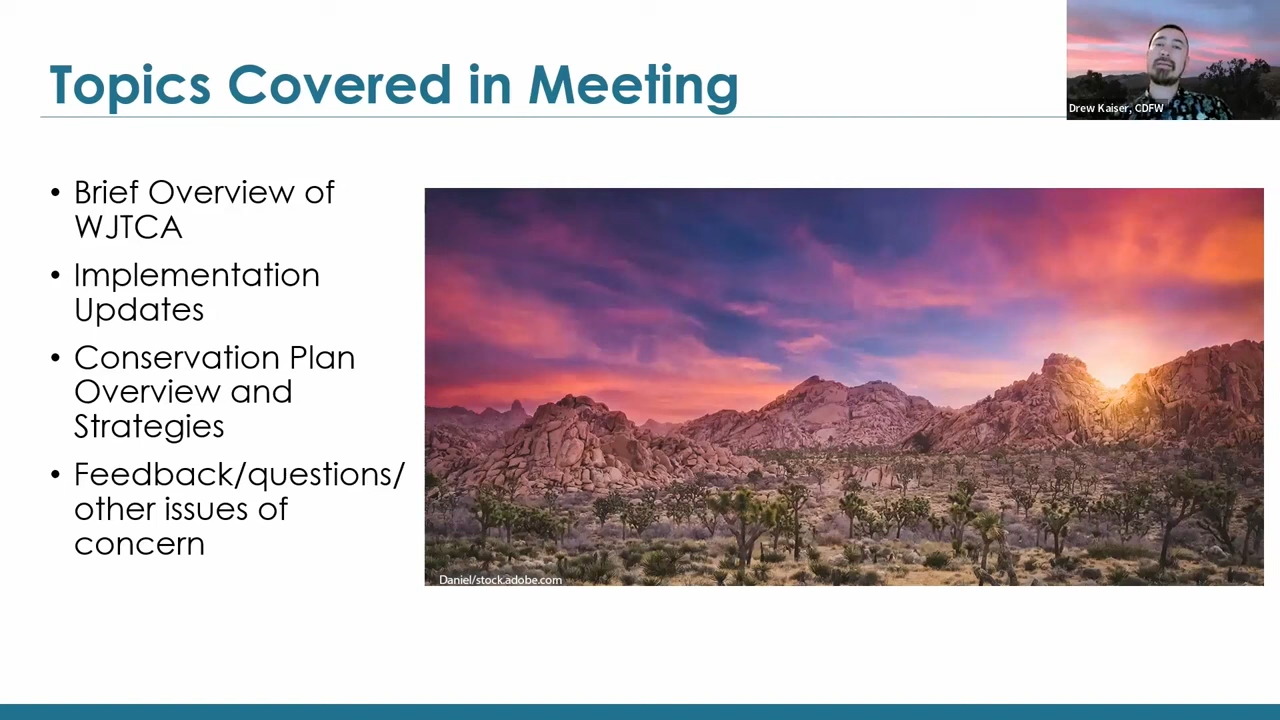 Topics Covered in Meeting
Drew Kaiser, CDFW
• Brief Overview of
WJTCA
• Implementation
Updates
• Conservation Plan
Overview and
Strategies
• Feedback/questions/
other issues of
concern
Daniel/stock.adobe.com